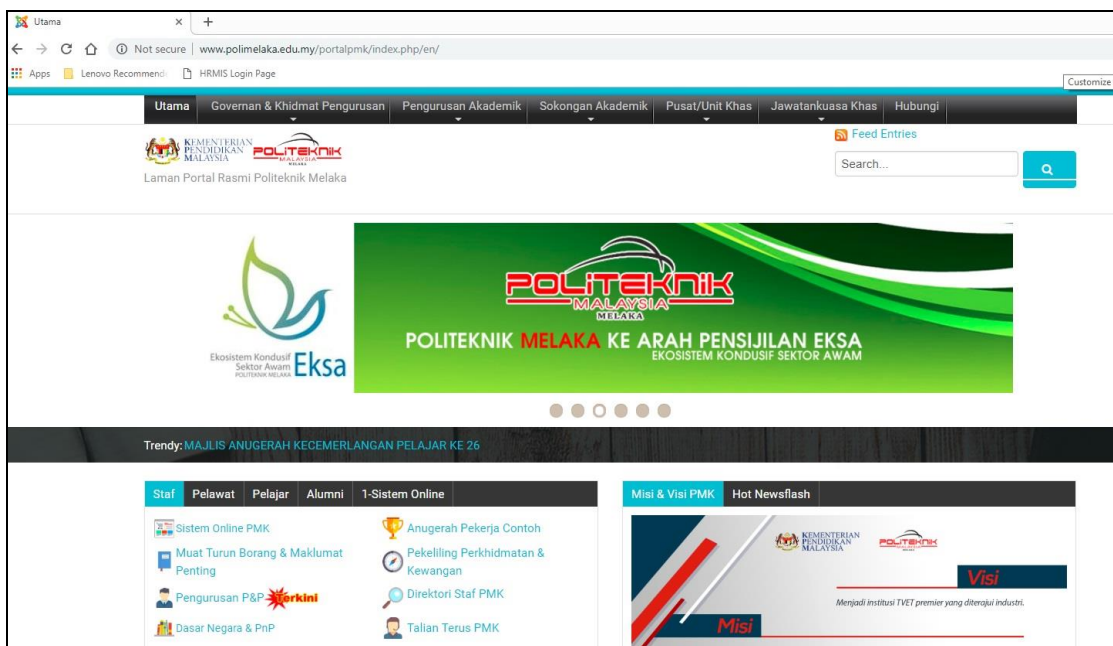 Utama
Not secure | www.polimelaka.edu.my/portalpmk/index.php/en/
Apps Lenovo Recommend HRMIS Login Page
Customize
Utama Governan & Khidmat Pengurusan Pengurusan Akademik Sokongan Akademik Pusat/Unit Khas Jawatankuasa Khas Hubungi
Feed Entries
KEMENTERIAN
PENDIDIKAN
MALAYSIA
POLITEKNIK
MALAYSIA
MELAKA
Search...
Laman Portal Rasmi Politeknik Melaka
POLITEKNIK
MALAYSIA
MELAKA
POLITEKNIK MELAKA KE ARAH PENSIJILAN EKSA
EKOSISTEM KONDUSIF SEKTOR AWAM
Ekosistem Kondusif
Sektor Awam
POLITEKNIK MELAKA
Eksa
Trendy: MAJLIS ANUGERAH KECEMERLANGAN PELAJAR KE 26
Staf Pelawat Pelajar Alumni 1-Sistem Online
Misi & Visi PMK Hot Newsflash
Sistem Online PMK
Anugerah Pekerja Contoh
Muat Turun Borang & Maklumat
Penting
Pekeliling Perkhidmatan &
Kewangan
Pengurusan P&P Terkini
Direktori Staf PMK
Dasar Negara & PnP
Talian Terus PMK
KEMENTERIAN
PENDIDIKAN
MALAYSIA
POLITEKNIK
Visi
Menjadi institusi TVET premier yang diterajui industri.
Misi